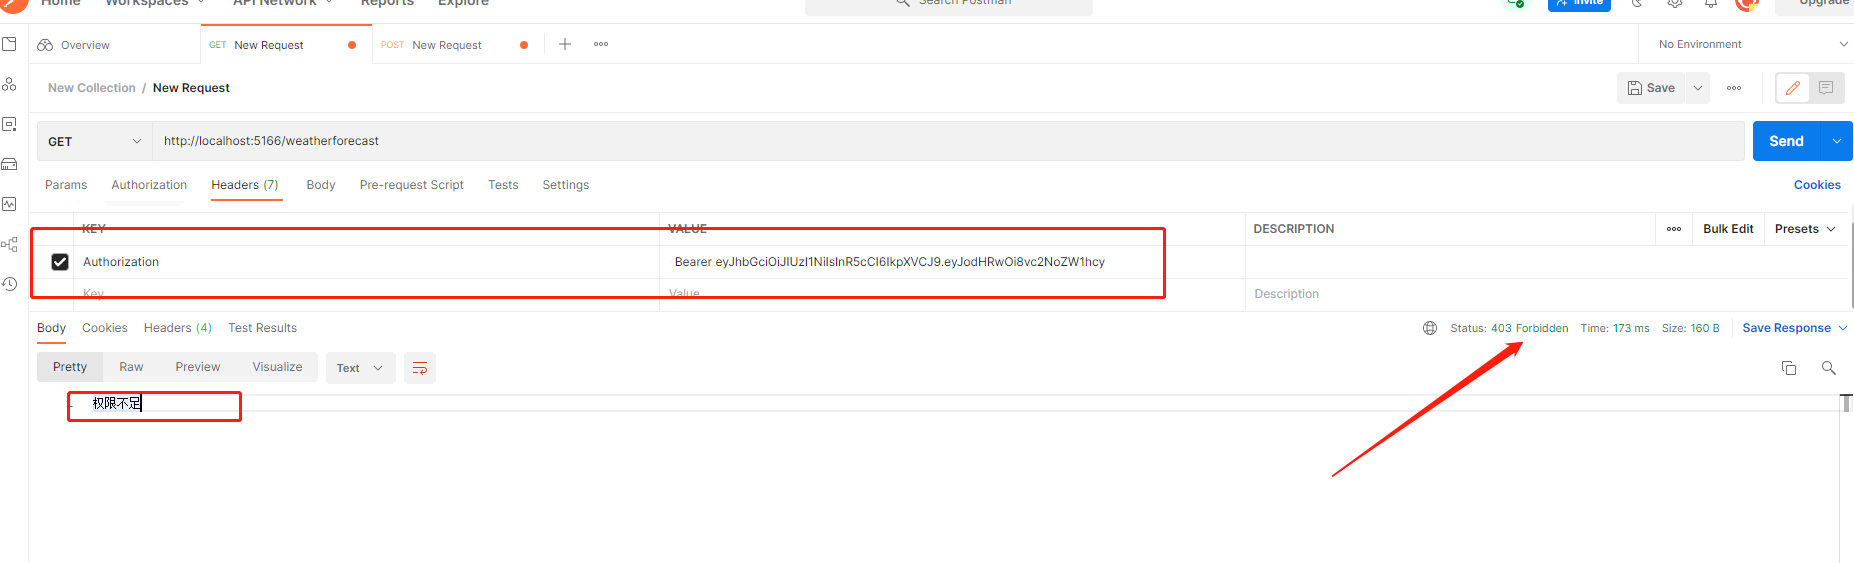 Home Workspaces API Network Reports Explore Search Postman Invite Upgrade
Overview GET New Request POST New Request No Environment
New Collection / New Request Save
GET http://localhost:5166/weatherforecast Send
Params Authorization Headers (7) Body Pre-request Script Tests Settings Cookies
KEY VALUE DESCRIPTION Bulk Edit Presets
Authorization Bearer eyJhbGciOiJIUzI1NiIsInR5cCI6IkpXVCJ9.eyJodHRwOi8vc2NoZW1hcy
Key Value Description
Body Cookies Headers (4) Test Results Status: 403 Forbidden Time: 173 ms Size: 160 B Save Response
Pretty Raw Preview Visualize Text
权限不足